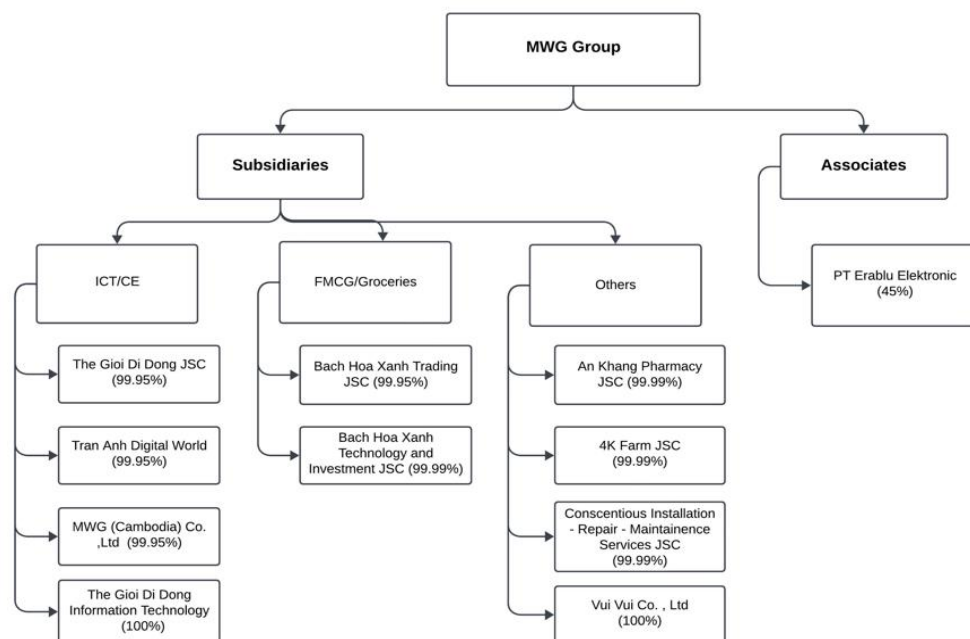 MWG Group
Subsidiaries
Associates
ICT/CE
FMCG/Groceries
Others
PT Erablu Elektronic
(45%)
The Gioi Di Dong JSC
(99.95%)
Bach Hoa Xanh Trading
JSC (99.95%)
An Khang Pharmacy
JSC (99.99%)
Tran Anh Digital World
(99.95%)
Bach Hoa Xanh
Technology and
Investment JSC (99.99%)
4K Farm JSC
(99.99%)
MWG (Cambodia) Co.
,Ltd (99.95%)
Conscentious Installation
- Repair - Maintainence
Services JSC
(99.99%)
The Gioi Di Dong
Information Technology
(100%)
Vui Vui Co. , Ltd
(100%)